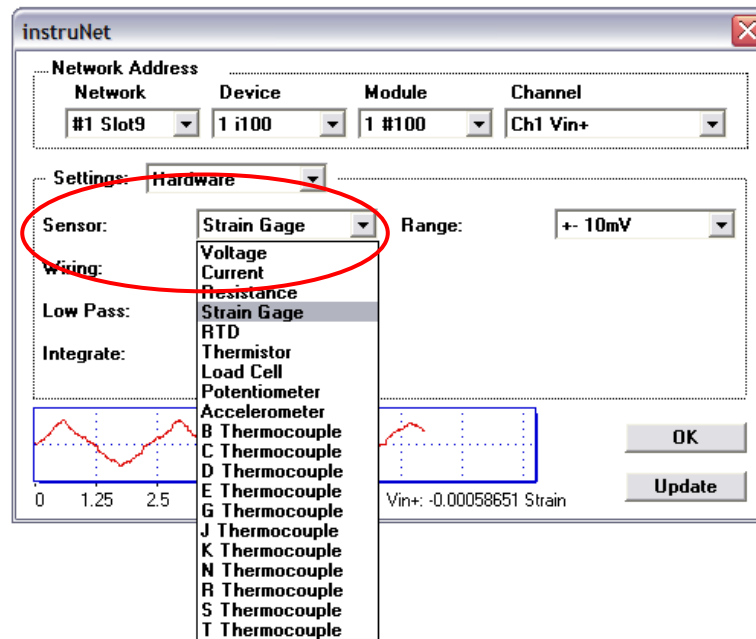 instruNet
Network Address
Network Device Module Channel
#1 Slot9 1 i100 1 #100 Ch1 Vin+
Settings: Hardware
Sensor: Strain Gage Range: +- 10mV
Wiring:
Low Pass:
Integrate:
Voltage
Current
Resistance
Strain Gage
RTD
Thermistor
Load Cell
Potentiometer
Accelerometer
B Thermocouple
C Thermocouple
D Thermocouple
E Thermocouple
G Thermocouple
J Thermocouple
K Thermocouple
N Thermocouple
R Thermocouple
S Thermocouple
T Thermocouple
OK
Update
0 1.25 2.5 Vin+: -0.00058651 Strain